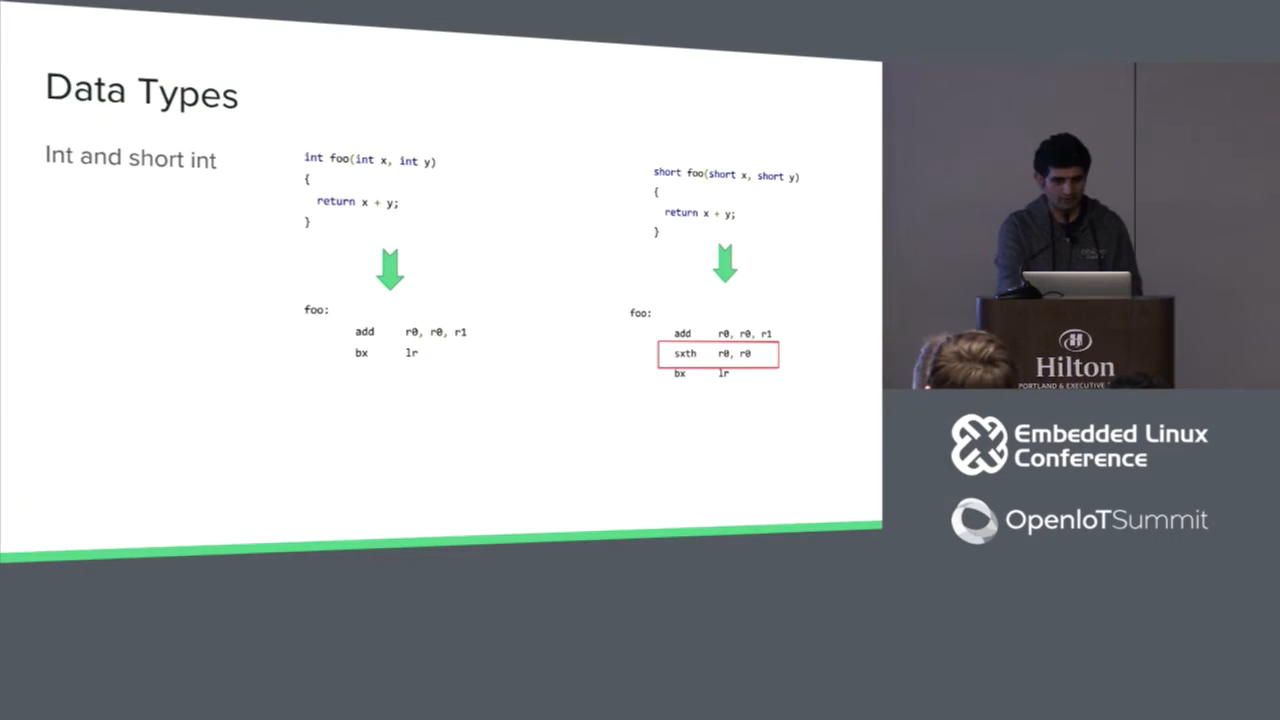 Data Types
Int and short int
int foo(int x, int y)
{
return x + y;
}
foo:
add r0, r0, r1
bx lr
short foo(short x, short y)
{
return x + y;
}
foo:
add r0, r0, r1
sxth r0, r0
bx lr
Hilton
PORTLAND & EXECUTIVE
Embedded Linux
Conference
OpenIoTSummit